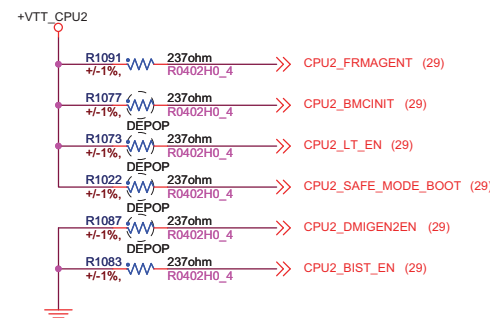 +VTT_CPU2
R1091 237ohm
+/-1%, R0402H0_4 CPU2_FRMAGENT (29)
R1077 237ohm
+/-1%, R0402H0_4 CPU2_BMCINIT (29)
DEPOP
R1073 237ohm
+/-1%, R0402H0_4 CPU2_LT_EN (29)
DEPOP
R1022 237ohm
+/-1%, R0402H0_4 CPU2_SAFE_MODE_BOOT (29)
DEPOP
R1087 237ohm
+/-1%, R0402H0_4 CPU2_DMIGEN2EN (29)
DEPOP
R1083 237ohm
+/-1%, R0402H0_4 CPU2_BIST_EN (29)